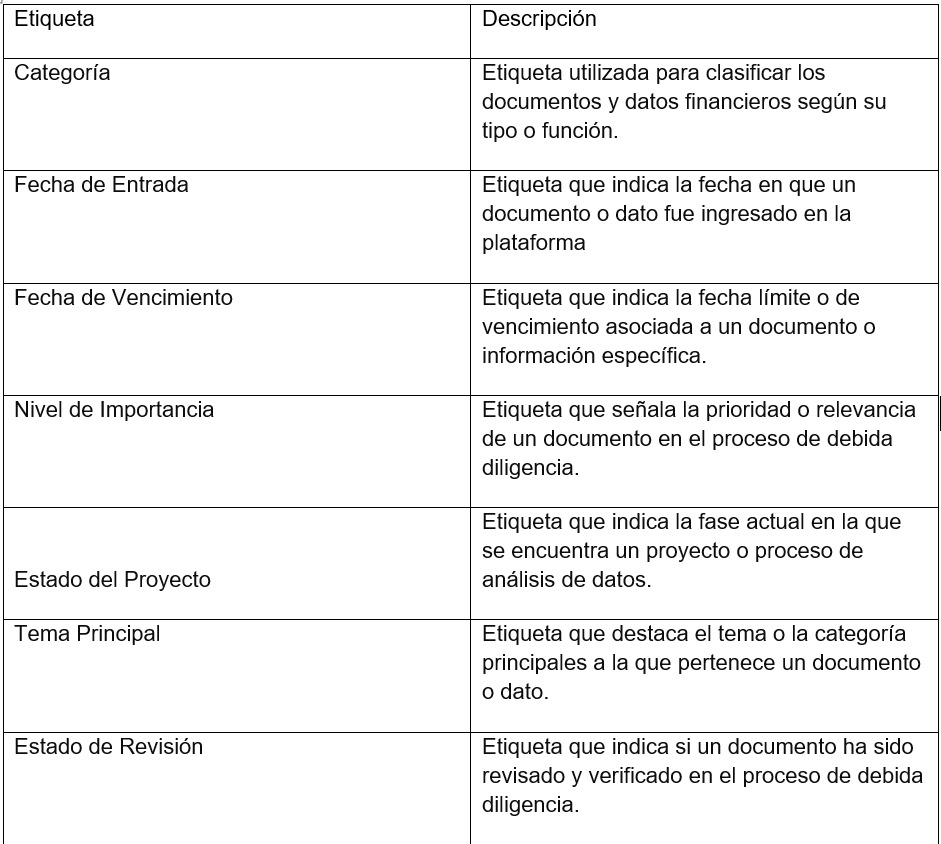 Etiqueta
Descripción
Categoría
Etiqueta utilizada para clasificar los
documentos y datos financieros según su
tipo o función.
Fecha de Entrada
Etiqueta que indica la fecha en que un
documento o dato fue ingresado en la
plataforma
Fecha de Vencimiento
Etiqueta que indica la fecha límite o de
vencimiento asociada a un documento o
información específica.
Nivel de Importancia
Etiqueta que señala la prioridad o relevancia
de un documento en el proceso de debida
diligencia.
Estado del Proyecto
Etiqueta que indica la fase actual en la que
se encuentra un proyecto o proceso de
análisis de datos.
Tema Principal
Etiqueta que destaca el tema o la categoría
principales a la que pertenece un documento
o dato.
Estado de Revisión
Etiqueta que indica si un documento ha sido
revisado y verificado en el proceso de debida
diligencia.